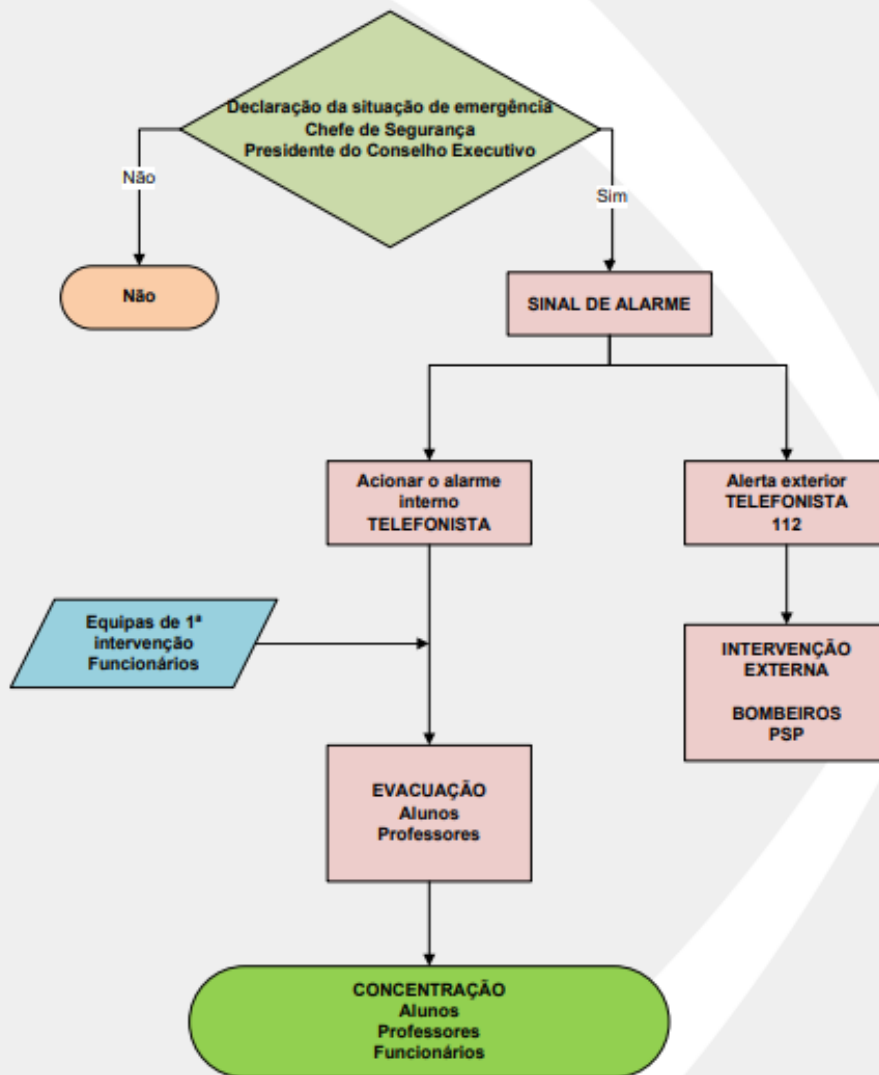 Declaração da situação de emergência
Chefe de Segurança
Presidente do Conselho Executivo
Não
Sim
Não
SINAL DE ALARME
Acionar o alarme
interno
TELEFONISTA
Alerta exterior
TELEFONISTA
112
Equipas de 1ª
intervenção
Funcionários
INTERVENÇÃO
EXTERNA
BOMBEIROS
PSP
EVACUAÇÃO
Alunos
Professores
CONCENTRAÇÃO
Alunos
Professores
Funcionários